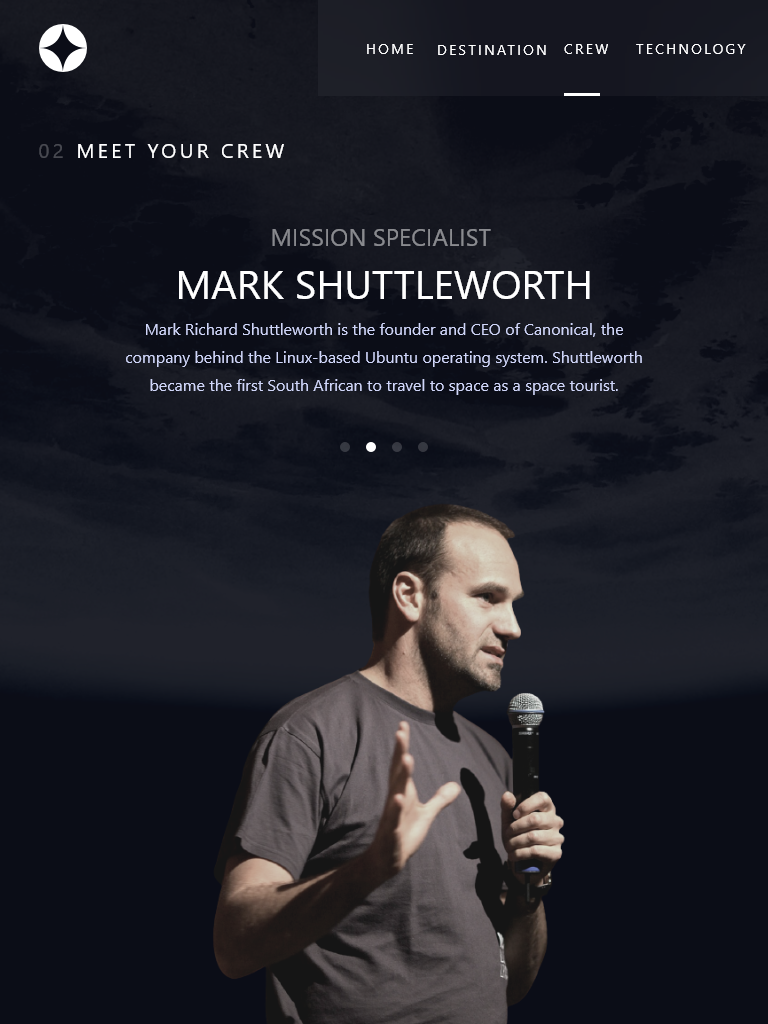 HOME DESTINATION CREW TECHNOLOGY
02 MEET YOUR CREW
MISSION SPECIALIST
MARK SHUTTLEWORTH
Mark Richard Shuttleworth is the founder and CEO of Canonical, the
company behind the Linux-based Ubuntu operating system. Shuttleworth
became the first South African to travel to space as a space tourist.